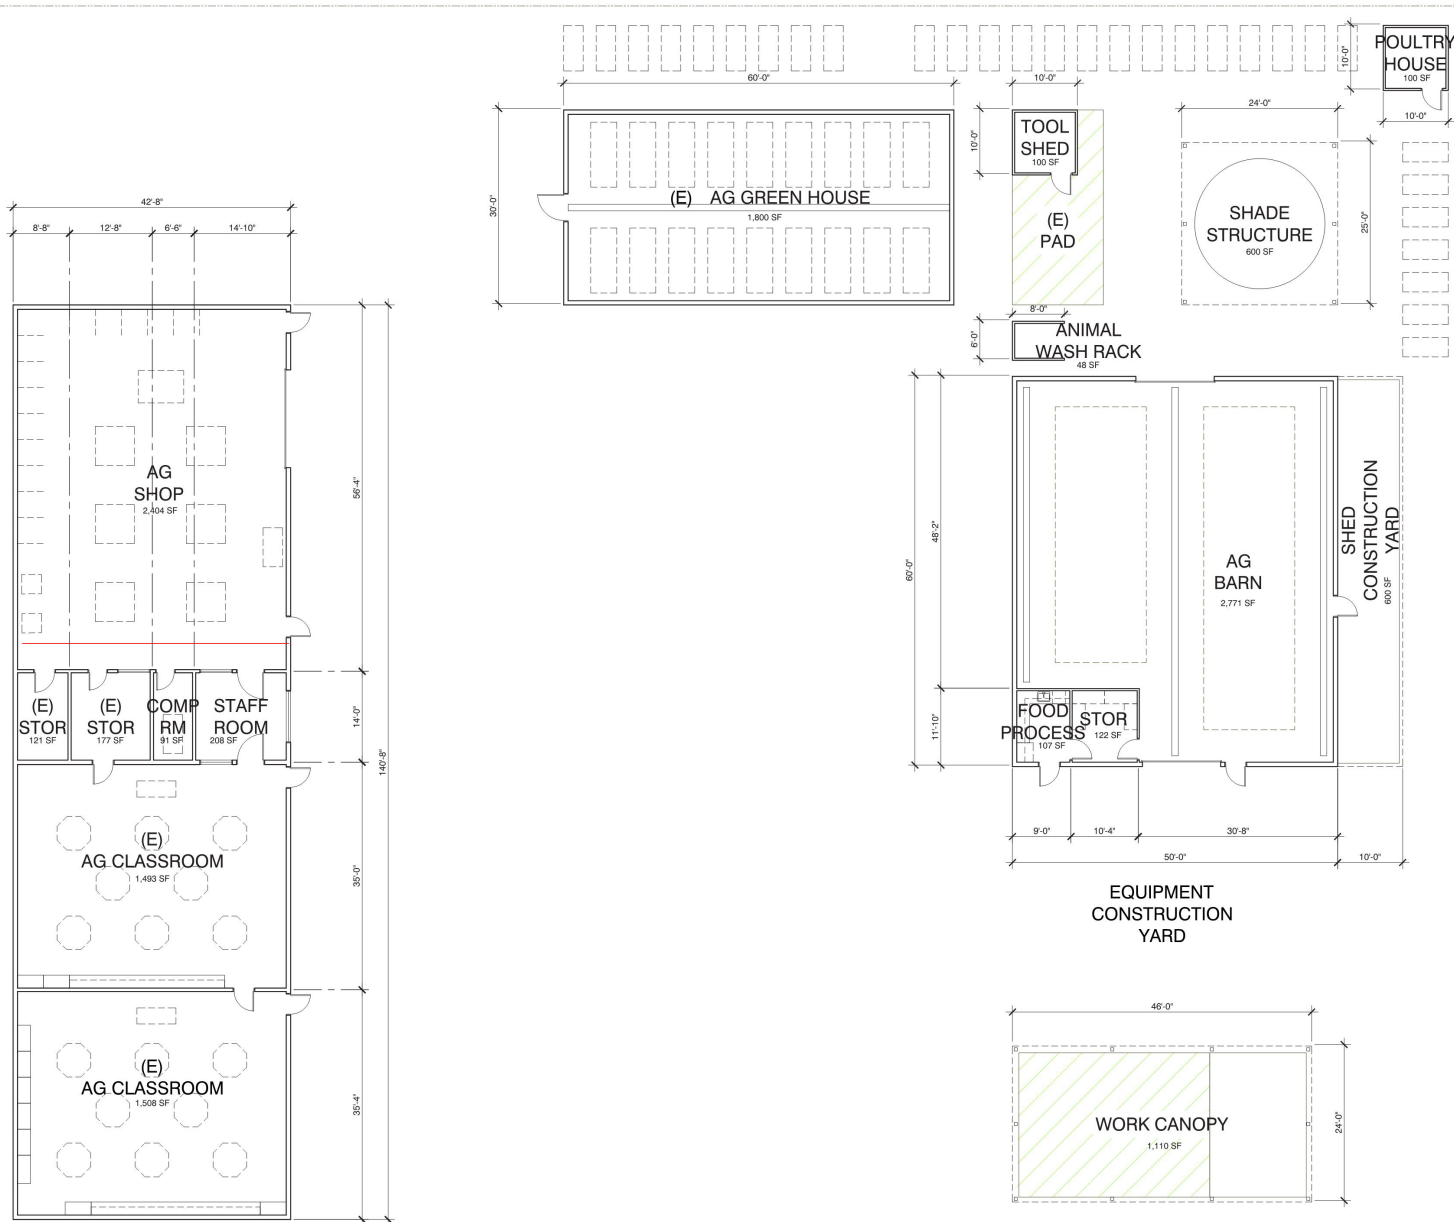 POULTRY
HOUSE
100 SF
10'-0"
10'-0"
60'-0"
30'-0"
(E) AG GREEN HOUSE
1,800 SF
10'-0"
10'-0"
TOOL
SHED
100 SF
(E)
PAD
24'-0"
25'-0"
SHADE
STRUCTURE
600 SF
8'-0"
6'-0"
ANIMAL
WASH RACK
48 SF
42'-8"
8'-8"
12'-8"
6'-6"
14'-10"
AG
SHOP
2,404 SF
56'-4"
(E)
STOR
121 SF
(E)
STOR
177 SF
COMP
RM
91 SF
STAFF
ROOM
208 SF
14'-0"
140'-8"
(E)
AG CLASSROOM
1,493 SF
35'-0"
(E)
AG CLASSROOM
1,508 SF
35'-4"
60'-0"
48'-2"
11'-10"
AG
BARN
2,771 SF
SHED
CONSTRUCTION
YARD
600 SF
FOOD
PROCESS
107 SF
STOR
122 SF
9'-0"
10'-4"
30'-8"
50'-0"
10'-0"
EQUIPMENT
CONSTRUCTION
YARD
46'-0"
24'-0"
WORK CANOPY
1,110 SF